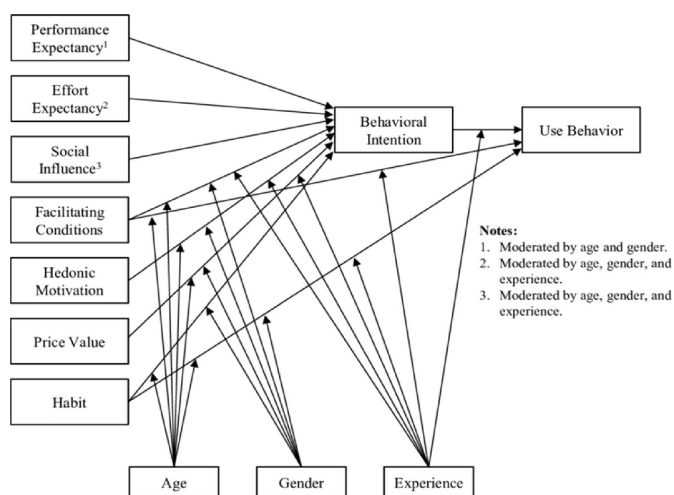 Performance
Expectancy1
Effort
Expectancy2
Social
Influence3
Facilitating
Conditions
Hedonic
Motivation
Price Value
Habit
Behavioral
Intention
Use Behavior
Notes:
1. Moderated by age and gender.
2. Moderated by age, gender, and
experience.
3. Moderated by age, gender, and
experience.
Age
Gender
Experience